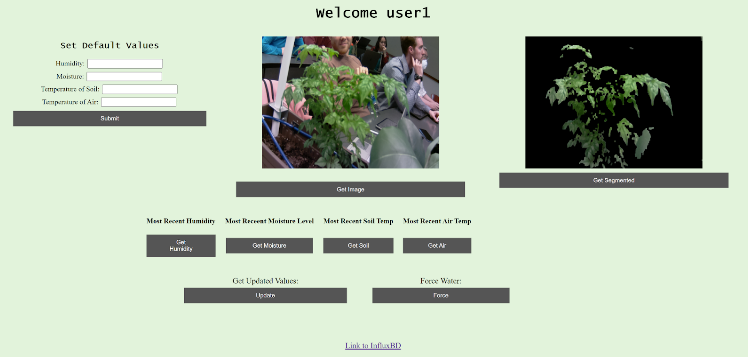 Welcome user1
Set Default Values
Humidity:
Moisture:
Temperature of Soil:
Temperature of Air:
Submit
Get Image
Get Segmented
Most Recent Humidity Most Receent Moisture Level Most Recent Soil Temp Most Recent Air Temp
Get
Humidity
Get Moisture
Get Soil
Get Air
Get Updated Values:
Update
Force Water:
Force
Link to InfluxBD